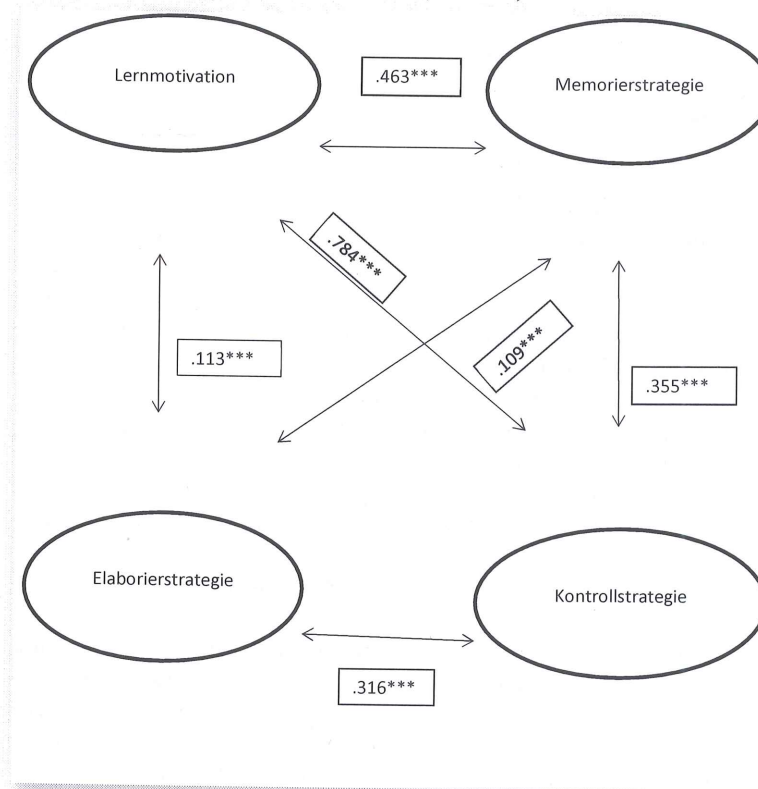 Lernmotivation
.463***
Memorierstrategie
.784***
.109***
.113***
.355***
Elaborierstrategie
Kontrollstrategie
.316***